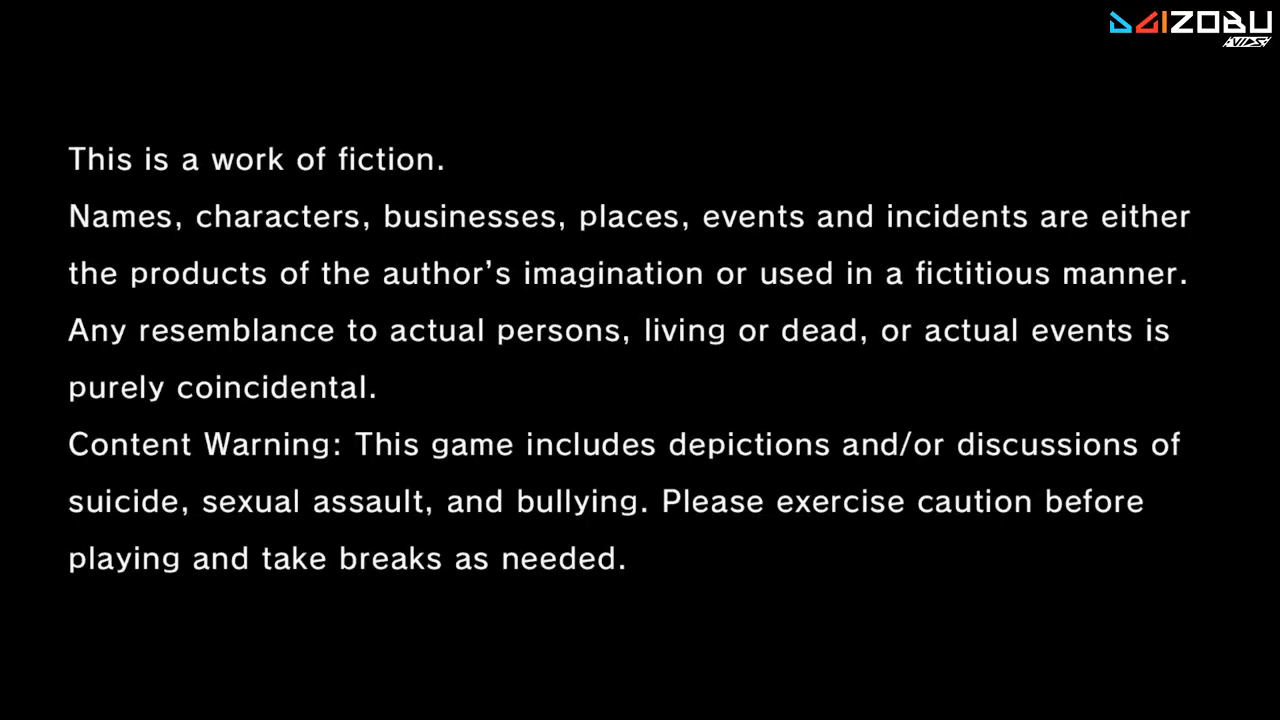 DAIZOBU
VIDS
This is a work of fiction.
Names, characters, businesses, places, events and incidents are either
the products of the author’s imagination or used in a fictitious manner.
Any resemblance to actual persons, living or dead, or actual events is
purely coincidental.
Content Warning: This game includes depictions and/or discussions of
suicide, sexual assault, and bullying. Please exercise caution before
playing and take breaks as needed.